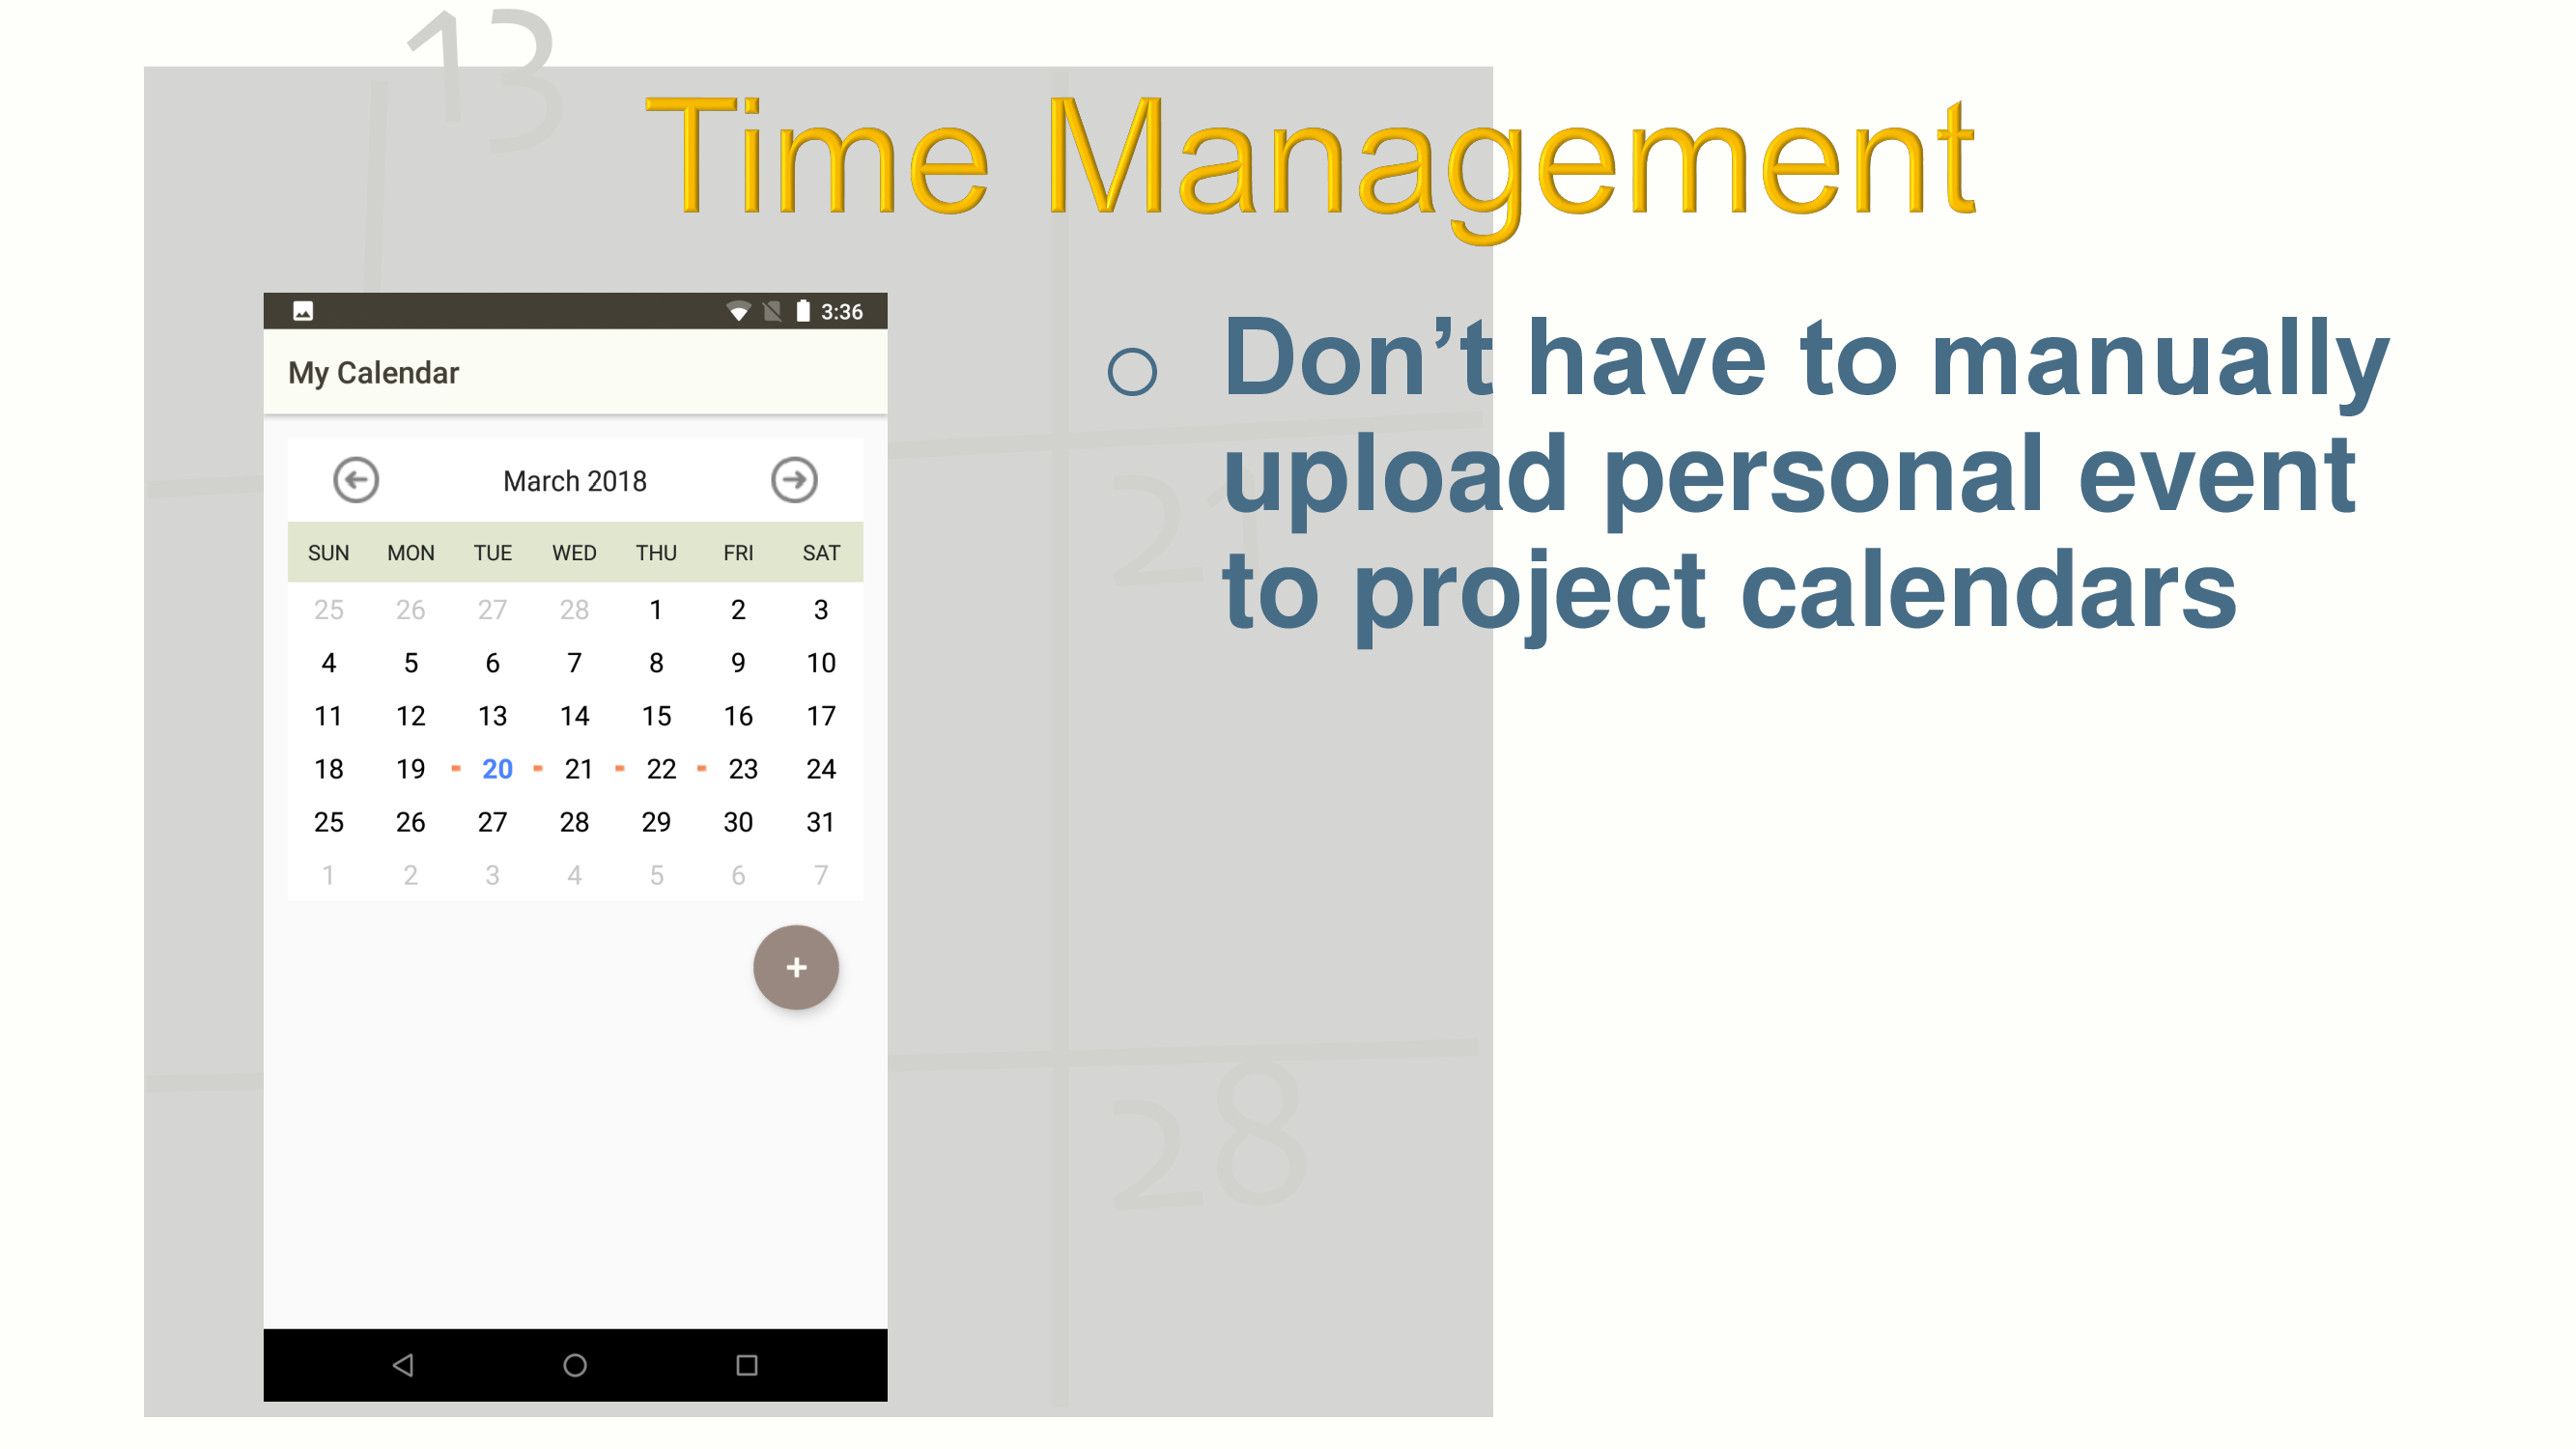 13
Time Management
3:36
My Calendar
March 2018
SUN MON TUE WED THU FRI SAT
25 26 27 28 1 2 3
4 5 6 7 8 9 10
11 12 13 14 15 16 17
18 19 - 20 - 21 - 22 - 23 24
25 26 27 28 29 30 31
1 2 3 4 5 6 7
+
Don’t have to manually
upload personal event
to project calendars
21
28